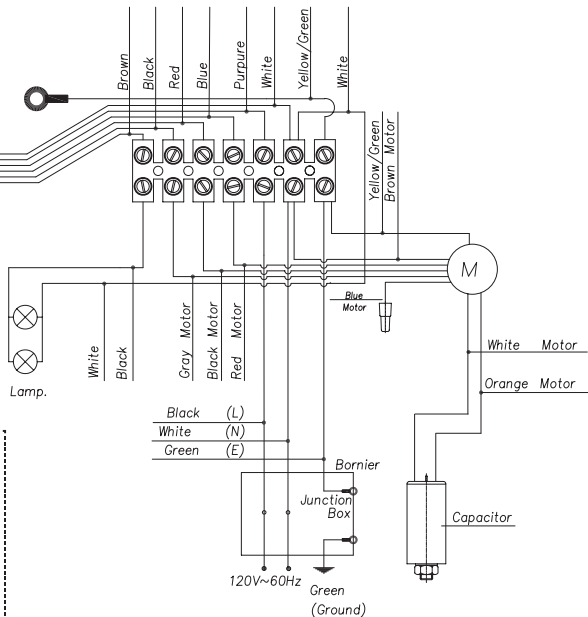 Brown
Black
Red
Blue
Purpure
White
Yellow/Green
White
Yellow/Green
Brown Motor
M
Blue
Motor
White
Black
Gray Motor
Black Motor
Red Motor
Lamp.
White Motor
Orange Motor
Black (L)
White (N)
Green (E)
Bornier
Junction
Box
Capacitor
120V~60Hz
Green
(Ground)